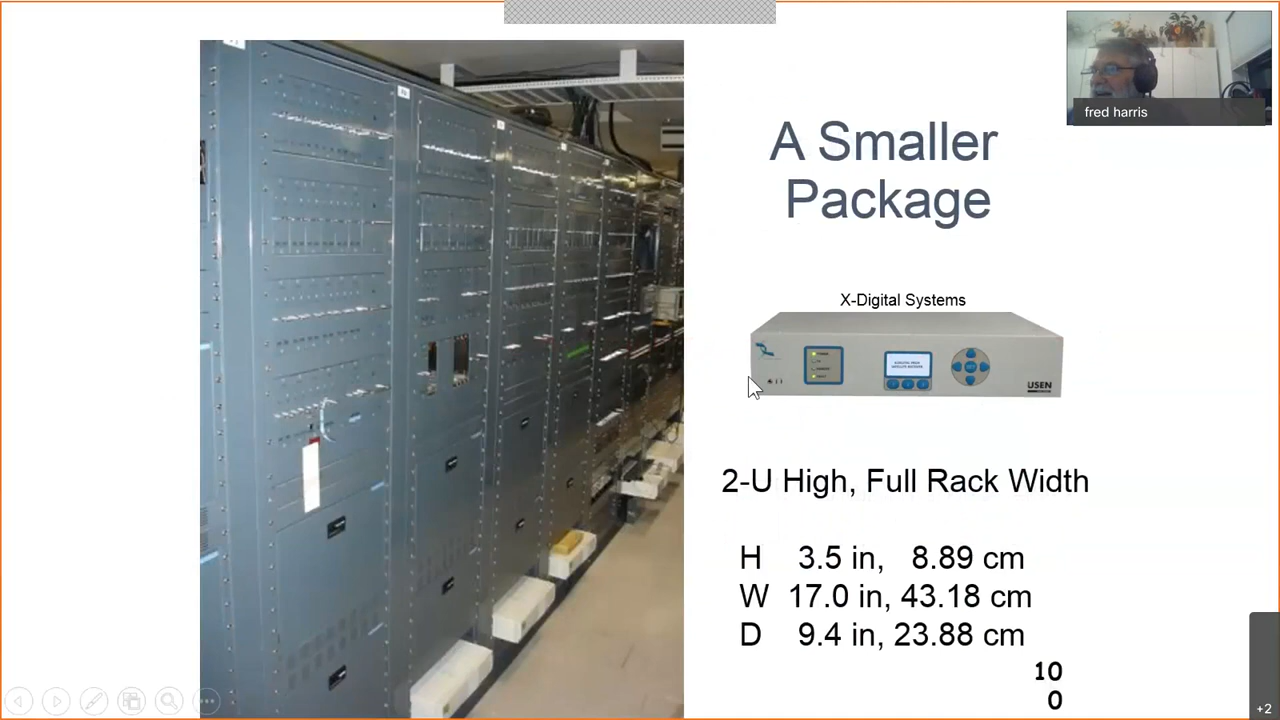 fred harris
A Smaller
Package
X-Digital Systems
USEN
2-U High, Full Rack Width
H 3.5 in, 8.89 cm
W 17.0 in, 43.18 cm
D 9.4 in, 23.88 cm
10
0
+2